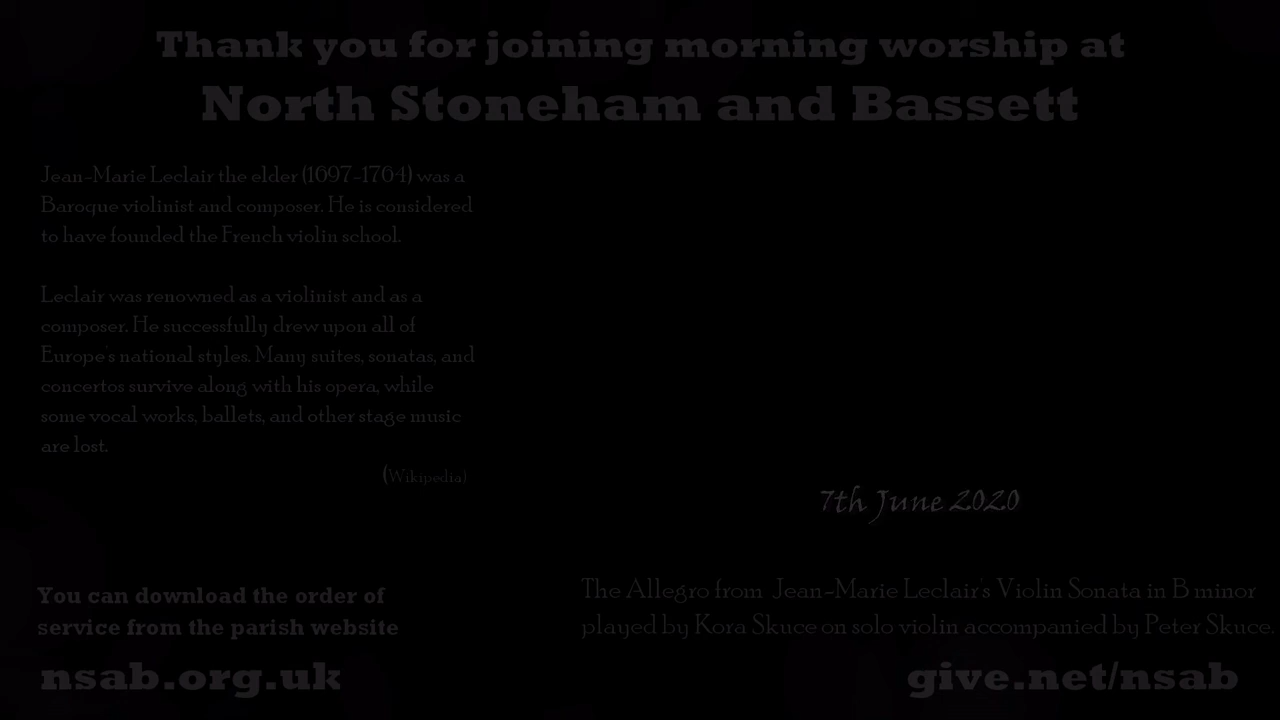 Thank you for joining morning worship at
North Stoneham and Bassett
Jean-Marie Leclair the elder (1697-1764) was a
Baroque violinist and composer. He is considered
to have founded the French violin school.
Leclair was renowned as a violinist and as a
composer. He successfully drew upon all of
Europe's national styles. Many suites, sonatas, and
concertos survive along with his opera, while
some vocal works, ballets, and other stage music
are lost.
(Wikipedia)
7th June 2020
The Allegro from Jean-Marie Leclair's Violin Sonata in B minor
played by Kora Skuce on solo violin accompanied by Peter Skuce.
You can download the order of
service from the parish website
nsab.org.uk
give.net/nsab